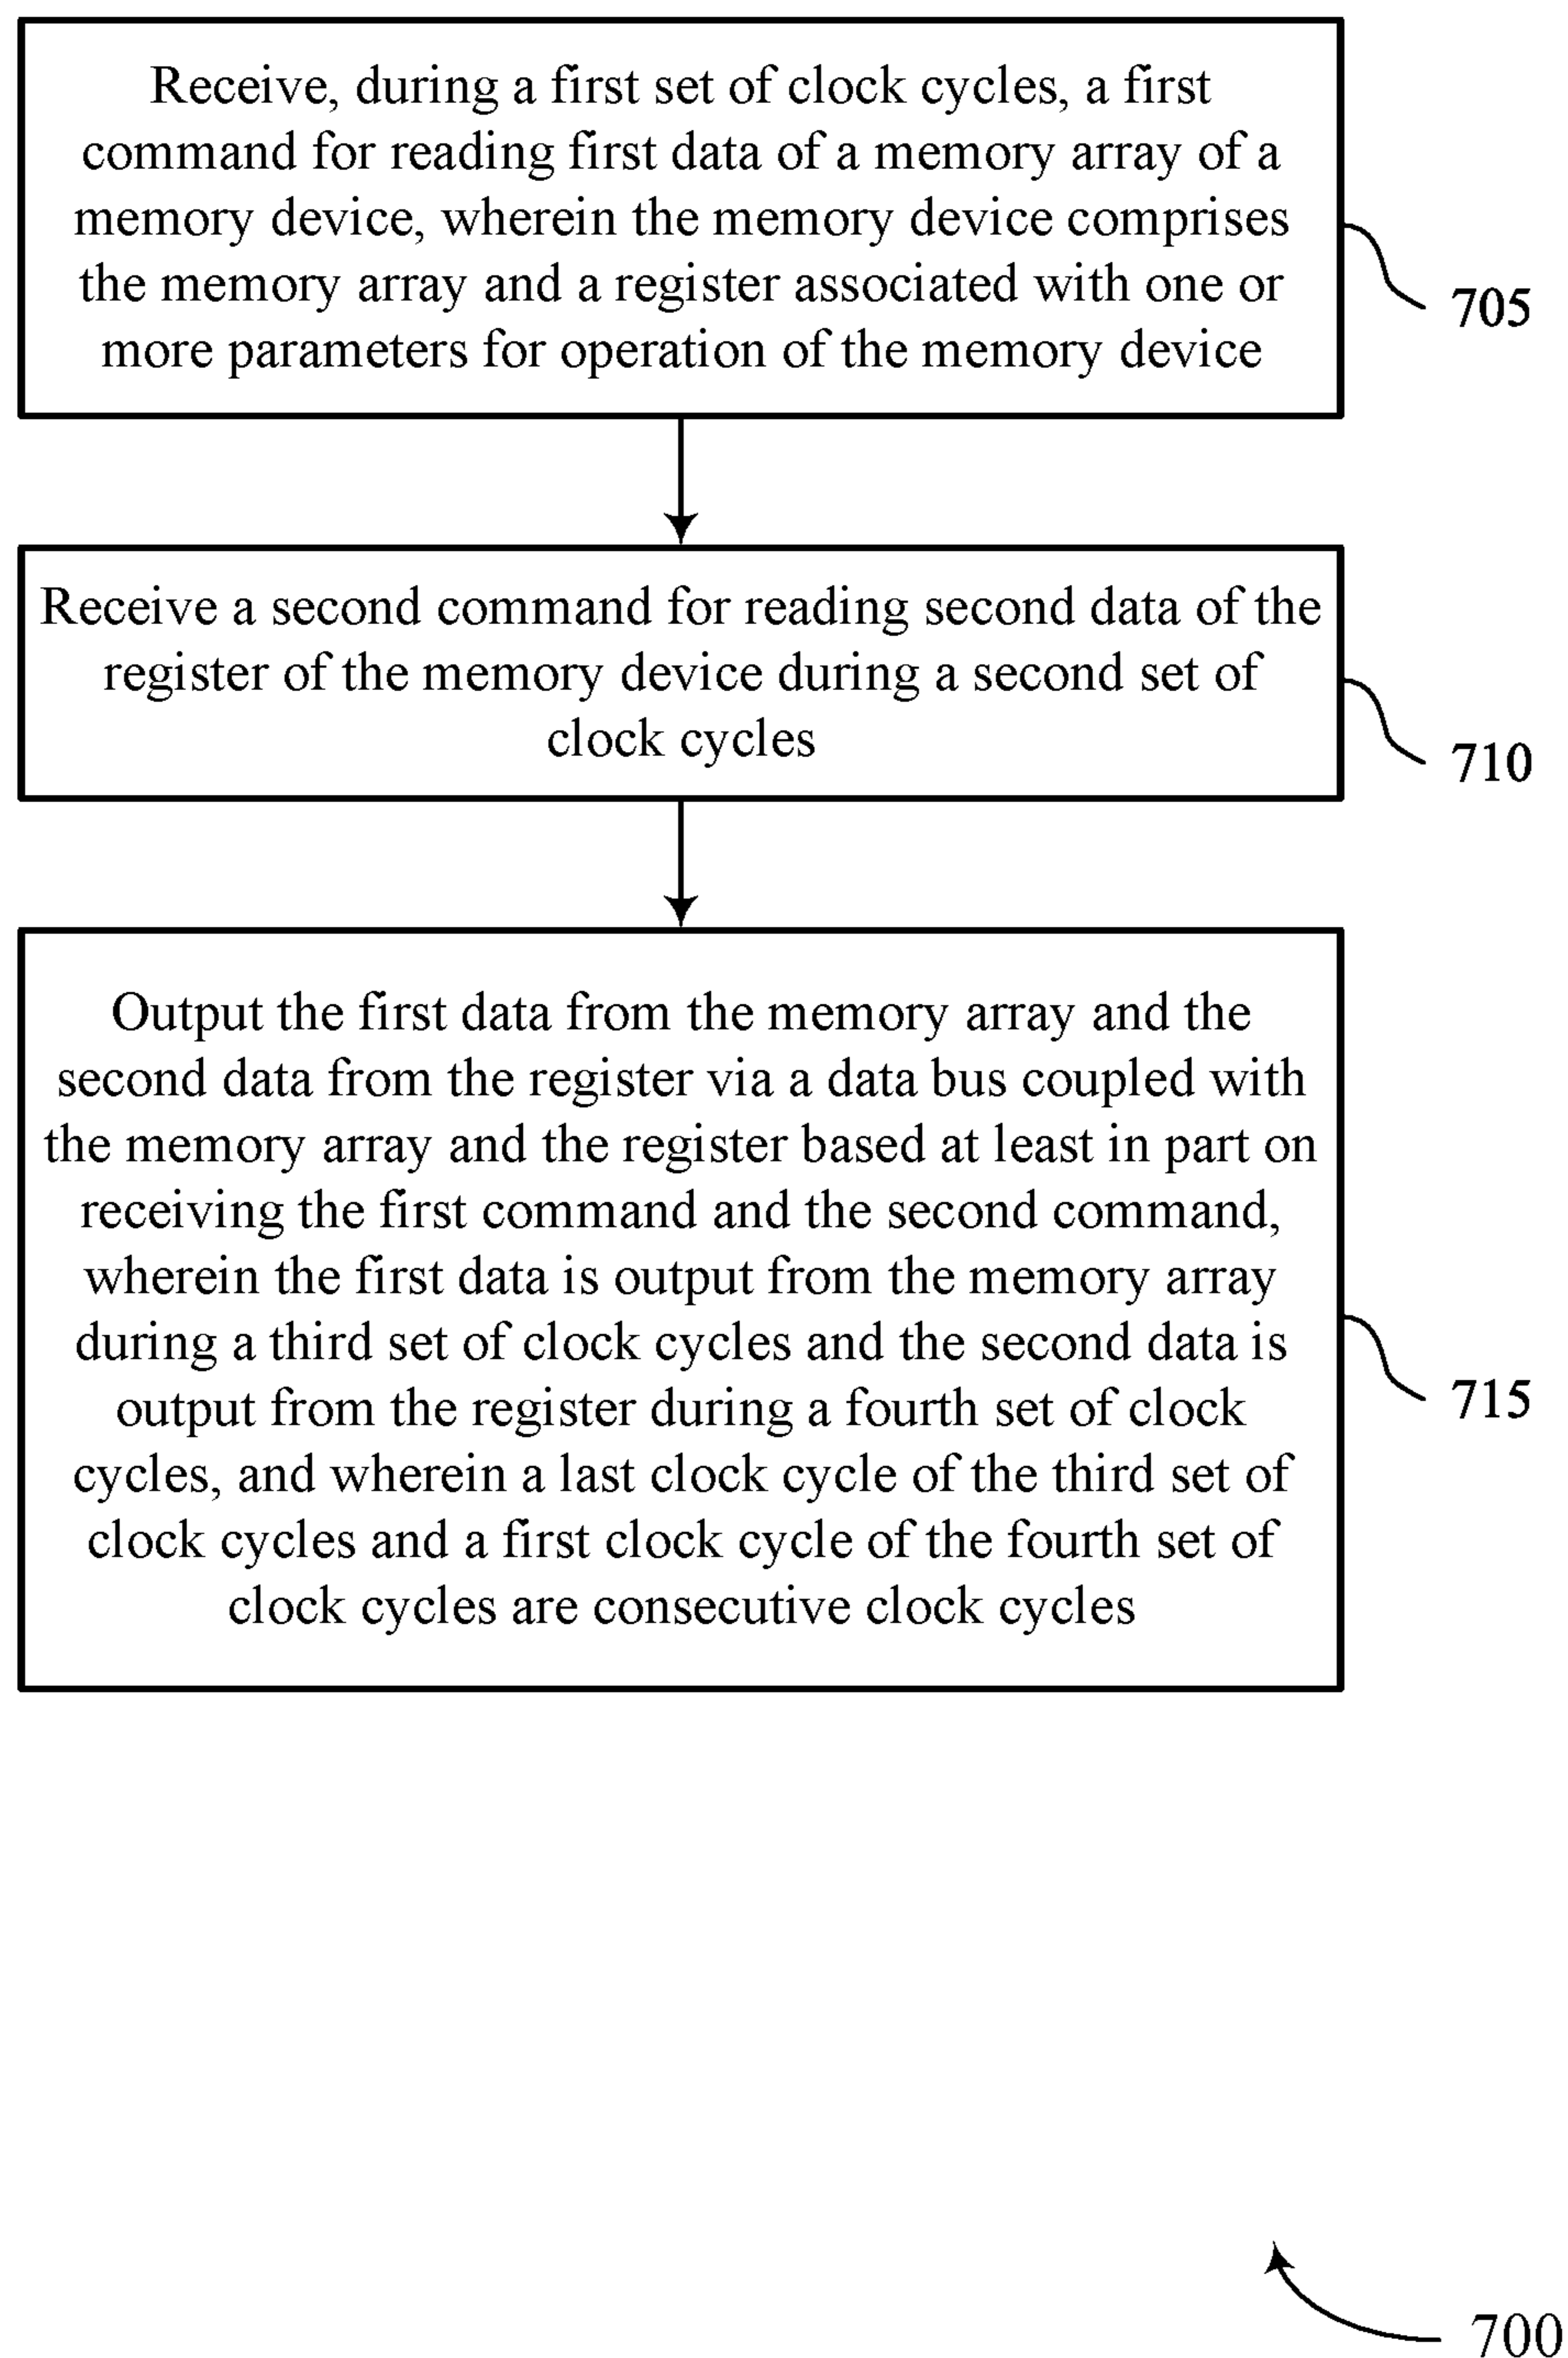 Receive, during a first set of clock cycles, a first
command for reading first data of a memory array of a
memory device, wherein the memory device comprises
the memory array and a register associated with one or
more parameters for operation of the memory device
705
Receive a second command for reading second data of the
register of the memory device during a second set of
clock cycles
710
Output the first data from the memory array and the
second data from the register via a data bus coupled with
the memory array and the register based at least in part on
receiving the first command and the second command,
wherein the first data is output from the memory array
during a third set of clock cycles and the second data is
output from the register during a fourth set of clock
cycles, and wherein a last clock cycle of the third set of
clock cycles and a first clock cycle of the fourth set of
clock cycles are consecutive clock cycles
715
700